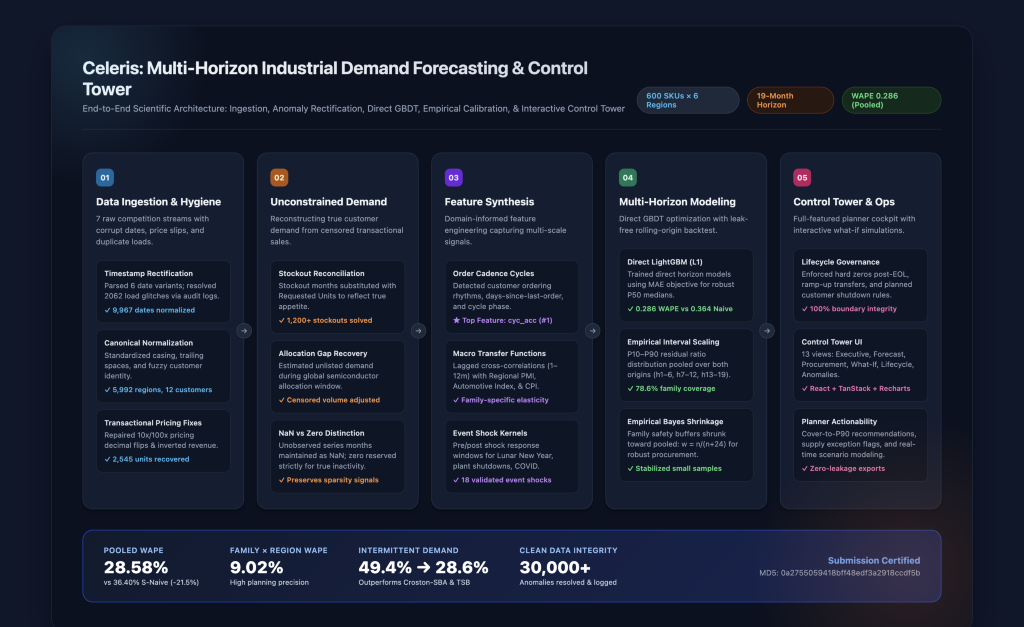 Celeris: Multi-Horizon Industrial Demand Forecasting & Control
Tower
End-to-End Scientific Architecture: Ingestion, Anomaly Rectification, Direct GBDT, Empirical Calibration, & Interactive Control Tower
600 SKUs × 6
Regions
19-Month
Horizon
WAPE 0.286
(Pooled)
01
Data Ingestion & Hygiene
7 raw competition streams with
corrupt dates, price slips, and
duplicate loads.
Timestamp Rectification
Parsed 6 date variants; resolved
2062 load glitches via audit logs.
✓ 9,967 dates normalized
Canonical Normalization
Standardized casing, trailing
spaces, and fuzzy customer
identity.
✓ 5,992 regions, 12 customers
Transactional Pricing Fixes
Repaired 10x/100x pricing
decimal flips & inverted revenue.
✓ 2,545 units recovered
→
02
Unconstrained Demand
Reconstructing true customer
demand from censored transactional
sales.
Stockout Reconciliation
Stockout months substituted with
Requested Units to reflect true
appetite.
✓ 1,200+ stockouts solved
Allocation Gap Recovery
Estimated unlisted demand
during global semiconductor
allocation window.
✓ Censored volume adjusted
NaN vs Zero Distinction
Unobserved series months
maintained as NaN; zero reserved
strictly for true inactivity.
✓ Preserves sparsity signals
→
03
Feature Synthesis
Domain-informed feature
engineering capturing multi-scale
signals.
Order Cadence Cycles
Detected customer ordering
rhythms, days-since-last-order,
and cycle phase.
★ Top Feature: cyc_acc (#1)
Macro Transfer Functions
Lagged cross-correlations (1–
12m) with Regional PMI,
Automotive Index, & CPI.
✓ Family-specific elasticity
Event Shock Kernels
Pre/post shock response
windows for Lunar New Year,
plant shutdowns, COVID.
✓ 18 validated event shocks
→
04
Multi-Horizon Modeling
Direct GBDT optimization with leak-
free rolling-origin backtest.
Direct LightGBM (L1)
Trained direct horizon models
using MAE objective for robust
P50 medians.
✓ 0.286 WAPE vs 0.364 Naive
Empirical Interval Scaling
P10–P90 residual ratio
distribution pooled over both
origins (h1–6, h7–12, h13–19).
✓ 78.6% family coverage
Empirical Bayes Shrinkage
Family safety buffers shrunk
toward pooled: w = n/(n+24) for
robust procurement.
✓ Stabilized small samples
→
05
Control Tower & Ops
Full-featured planner cockpit with
interactive what-if simulations.
Lifecycle Governance
Enforced hard zeros post-EOL,
ramp-up transfers, and planned
customer shutdown rules.
✓ 100% boundary integrity
Control Tower UI
13 views: Executive, Forecast,
Procurement, What-If, Lifecycle,
Anomalies.
✓ React + TanStack + Recharts
Planner Actionability
Cover-to-P90 recommendations,
supply exception flags, and real-
time scenario modeling.
✓ Zero-leakage exports
POOLED WAPE
28.58%
vs 36.40% S-Naive (-21.5%)
FAMILY × REGION WAPE
9.02%
High planning precision
INTERMITTENT DEMAND
49.4% → 28.6%
Outperforms Croston-SBA & TSB
CLEAN DATA INTEGRITY
30,000+
Anomalies resolved & logged
Submission Certified
MD5: 0a2755059418bff48edf3a2918ccdf5b